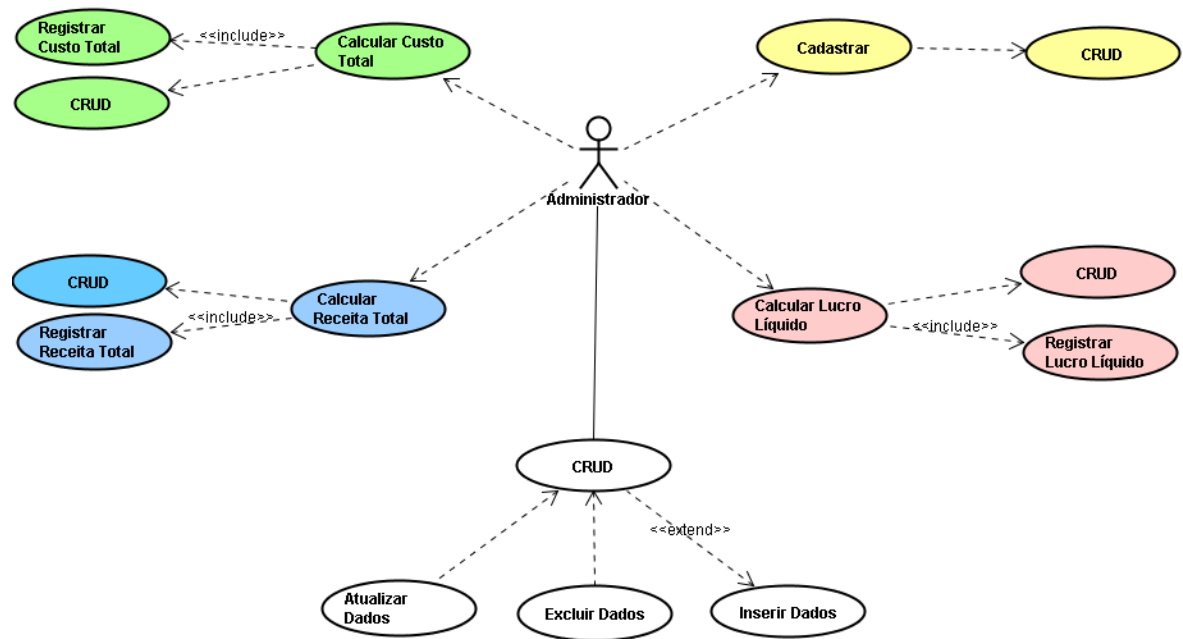 Registrar
Custo Total
<<include>>
Calcular Custo
Total
CRUD
Cadastrar
CRUD
Administrador
CRUD
<<include>>
Registrar
Receita Total
Calcular
Receita Total
Calcular Lucro
Líquido
CRUD
<<include>>
Registrar
Lucro Líquido
CRUD
<<extend>>
Atualizar
Dados
Excluir Dados
Inserir Dados